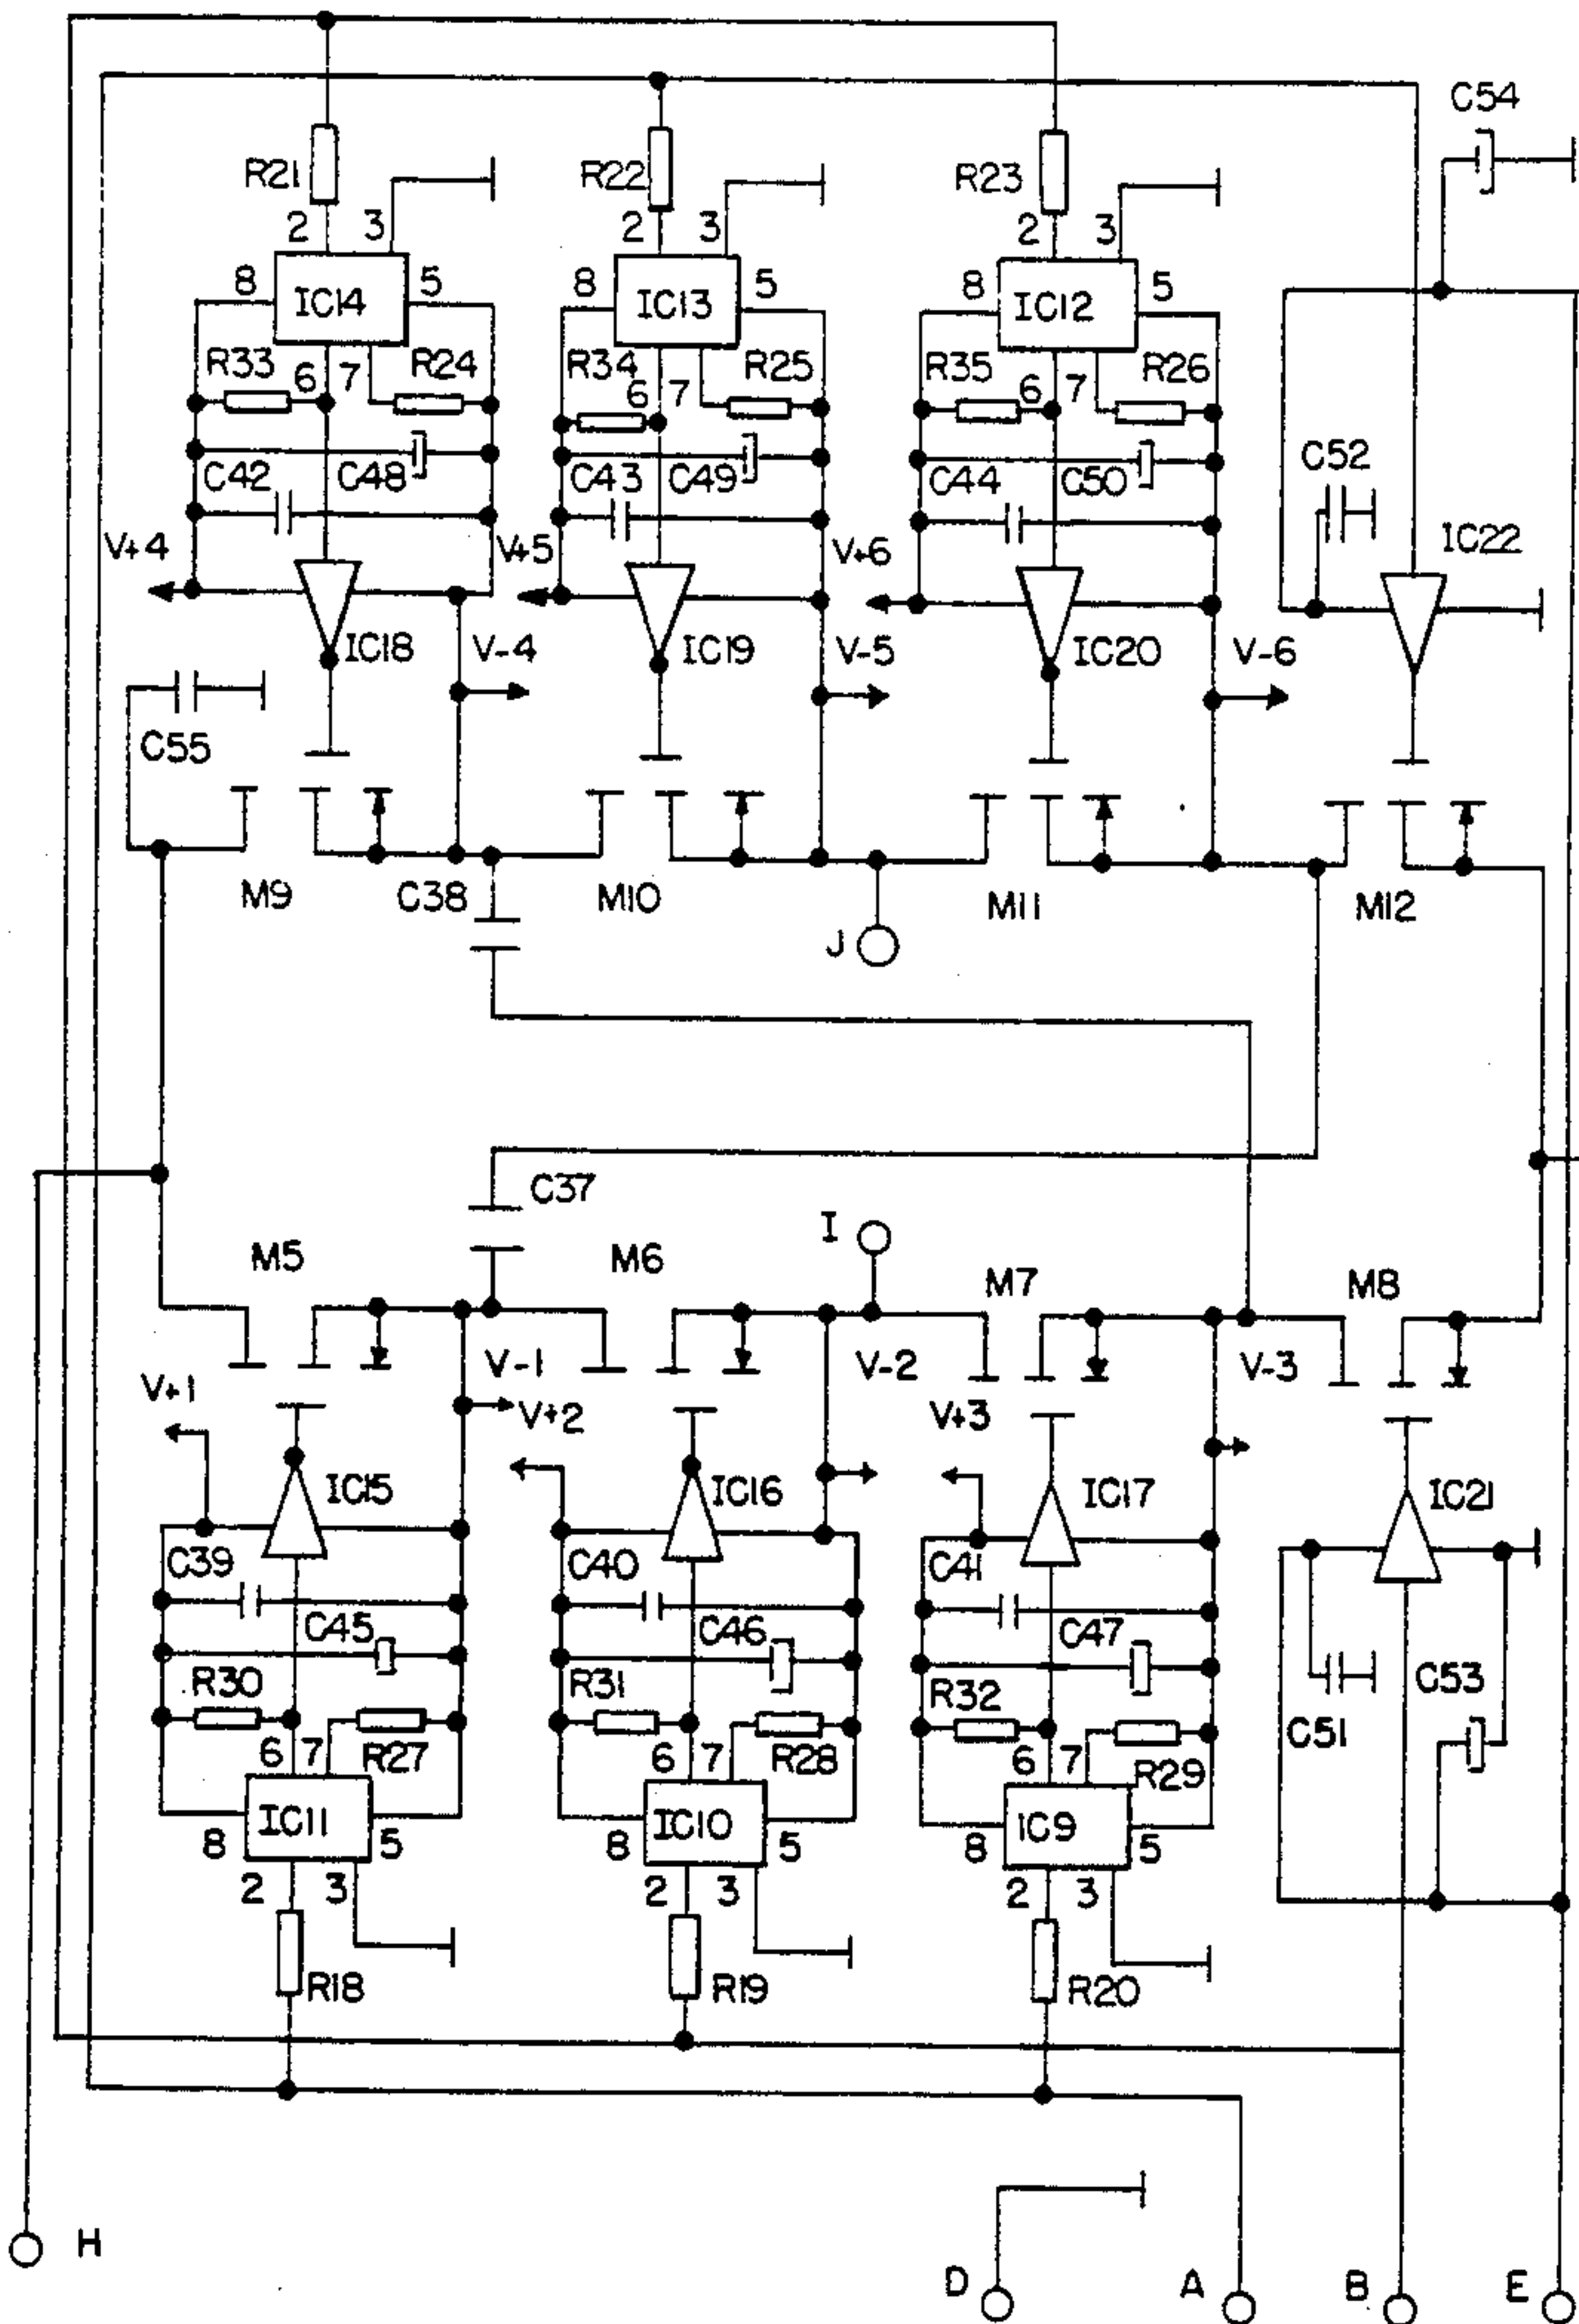 C54
R21
R22
R23
2 3
2 3
2 3
8 IC14 5
8 IC13 5
8 IC12 5
R33 6 7 R24
R34 6 7 R25
R35 6 7 R26
C42 C48
C43 C49
C44 C50
C52
V+4
V+5
V+6
IC22
IC18
V-4
IC19
V-5
IC20
V-6
C55
M9
C38
M10
M11
M12
J
C37
I
M5
M6
M7
M8
V+1
V-1
V+2
V-2
V+3
V-3
IC15
IC16
IC17
IC21
C39
C40
C41
C45
C46
C47
R30
R31
R32
C53
C51
6 7 R27
6 7 R28
6 7 R29
8 IC11 5
8 IC10 5
8 IC9 5
2 3
2 3
2 3
R18
R19
R20
H
D
A
B
E